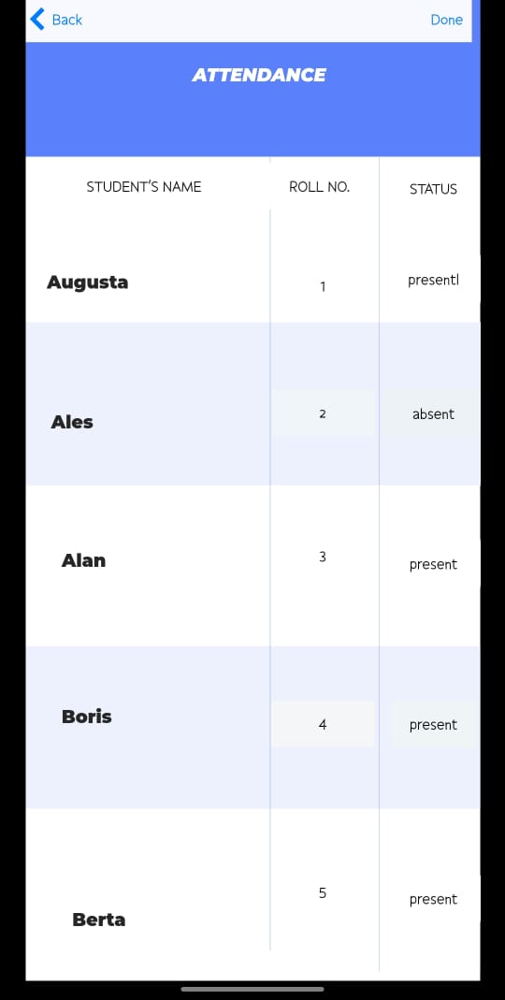 Back Done
ATTENDANCE
STUDENT'S NAME ROLL NO. STATUS
Augusta 1 presentl
Ales 2 absent
Alan 3 present
Boris 4 present
Berta 5 present